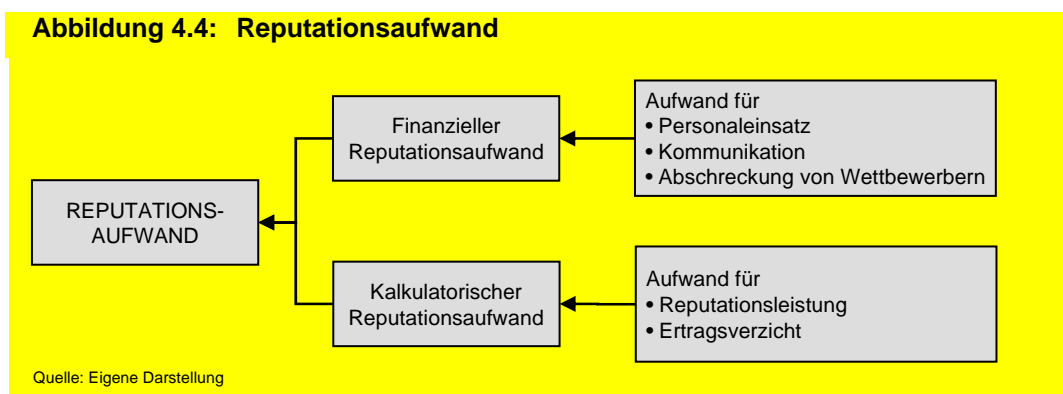 Abbildung 4.4: Reputationsaufwand
Finanzieller
Reputationsaufwand
Aufwand für
• Personaleinsatz
• Kommunikation
• Abschreckung von Wettbewerbern
REPUTATIONS-
AUFWAND
Kalkulatorischer
Reputationsaufwand
Aufwand für
• Reputationsleistung
• Ertragsverzicht
Quelle: Eigene Darstellung